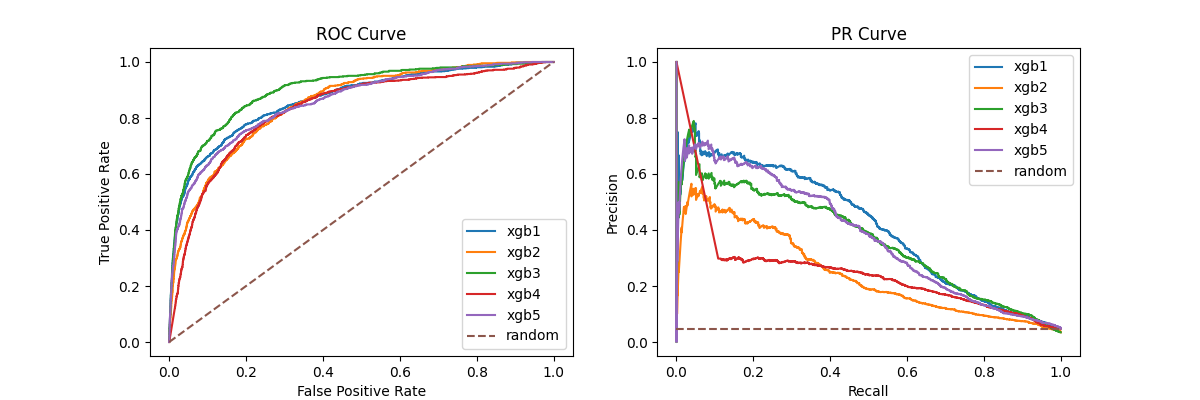 ROC Curve
True Positive Rate
1.0
0.8
0.6
0.4
0.2
0.0
0.0 0.2 0.4 0.6 0.8 1.0
False Positive Rate
xgb1
xgb2
xgb3
xgb4
xgb5
random
PR Curve
Precision
1.0
0.8
0.6
0.4
0.2
0.0
0.0 0.2 0.4 0.6 0.8 1.0
Recall
xgb1
xgb2
xgb3
xgb4
xgb5
random